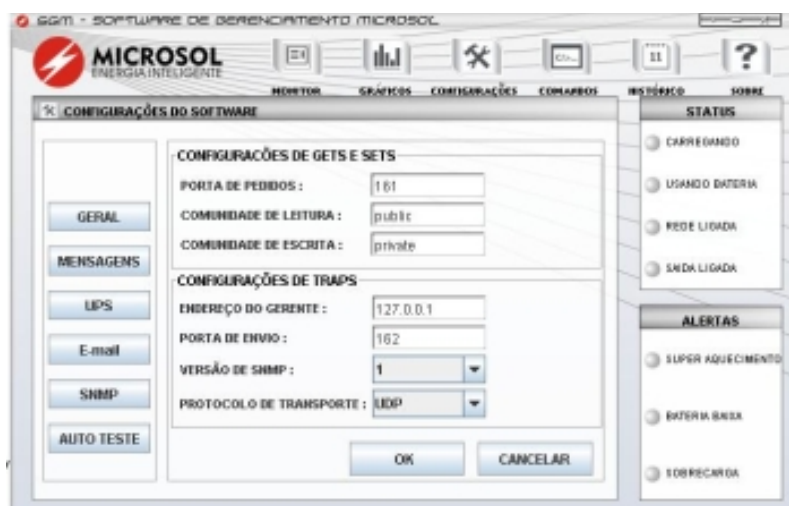 SGM - SOFTWARE DE GERENCIAMENTO MICROSOL
MICROSOL
ENERGIA INTELIGENTE
11
?
MONITOR GRÁFICOS CONFIGURAÇÕES COMANDOS HISTÓRICO SOBRE
CONFIGURAÇÕES DO SOFTWARE
GERAL
MENSAGENS
UPS
E-mail
SNMP
AUTO TESTE
CONFIGURACÕES DE GETS E SETS
PORTA DE PEDIDOS : 161
COMUNIDADE DE LEITURA : public
COMUNIDADE DE ESCRITA : private
CONFIGURAÇÕES DE TRAPS
ENDEREÇO DO GERENTE : 127.0.0.1
PORTA DE ENVIO : 162
VERSÃO DE SNMP : 1
PROTOCOLO DE TRANSPORTE : UDP
OK CANCELAR
STATUS
CARREGANDO
USANDO BATERIA
REDE LIGADA
SAIDA LIGADA
ALERTAS
SUPER AQUECIMENTO
BATERIA BAIXA
SOBRECARGA